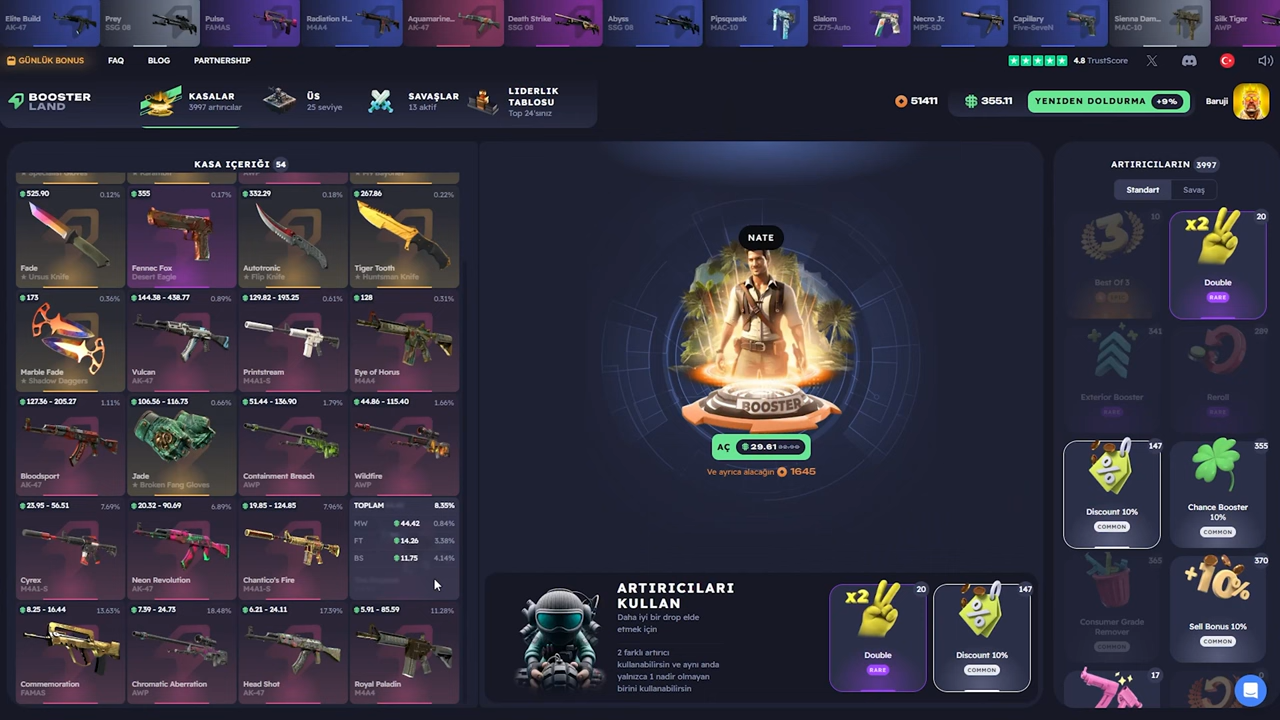 Elite Build
AK-47
Prey
SSG 08
Pulse
FAMAS
Radiation H...
M4A4
Aquamarine...
AK-47
Death Strike
SSG 08
Abyss
SSG 08
Pipsqueak
MAC-10
Slalom
CZ75-Auto
Necro Jr.
MP5-SD
Capillary
Five-SeveN
Sienna Dam...
MAC-10
Silk Tiger
AWP
GÜNLÜK BONUS
FAQ
BLOG
PARTNERSHIP
4.8 TrustScore
BOOSTER
LAND
KASALAR
3997 artırıcılar
ÜS
25 seviye
SAVAŞLAR
13 aktif
LIDERLIK
TABLOSU
Top 24'sınız
51411
355.11
YENIDEN DOLDURMA +9%
Baruji
KASA IÇERIĞI 54
525.90 0.12%
Fade
★ Ursus Knife
355 0.17%
Fennec Fox
Desert Eagle
332.29 0.18%
Autotronic
★ Flip Knife
267.86 0.22%
Tiger Tooth
★ Huntsman Knife
173 0.36%
Marble Fade
★ Shadow Daggers
144.38 - 438.77 0.89%
Vulcan
AK-47
129.82 - 193.25 0.61%
Printstream
M4A1-S
128 0.31%
Eye of Horus
M4A4
127.36 - 205.27 1.11%
Bloodsport
AK-47
106.56 - 116.73 0.66%
Jade
★ Broken Fang Gloves
51.44 - 136.90 1.79%
Containment Breach
AWP
44.86 - 115.40 1.66%
Wildfire
AWP
23.95 - 56.51 7.69%
Cyrex
M4A1-S
20.32 - 90.69 6.89%
Neon Revolution
AK-47
19.85 - 124.85 7.96%
Chantico's Fire
M4A1-S
TOPLAM 8.35%
MW 44.42 0.84%
FT 14.26 3.38%
BS 11.75 4.14%
8.25 - 16.44 13.63%
Commemoration
FAMAS
7.39 - 24.73 18.48%
Chromatic Aberration
AWP
6.21 - 24.11 17.39%
Head Shot
AK-47
5.91 - 85.59 11.28%
Royal Paladin
M4A4
NATE
BOOSTER
AÇ 29.61
Ve ayrıca alacağın 1645
ARTIRICILARI
KULLAN
Daha iyi bir drop elde
etmek için
2 farklı artırıcı
kullanabilirsin ve aynı anda
yalnızca 1 nadir olmayan
birini kullanabilirsin
x2
20
Double
RARE
147
Discount 10%
COMMON
ARTIRICILARIN 3997
Standart
Savaş
10
3
Best Of 3
x2
20
Double
RARE
341
Exterior Booster
RARE
289
Reroll
RARE
147
Discount 10%
COMMON
355
Chance Booster
10%
COMMON
365
Consumer Grade
Remover
COMMON
370
+10%
Sell Bonus 10%
COMMON
17